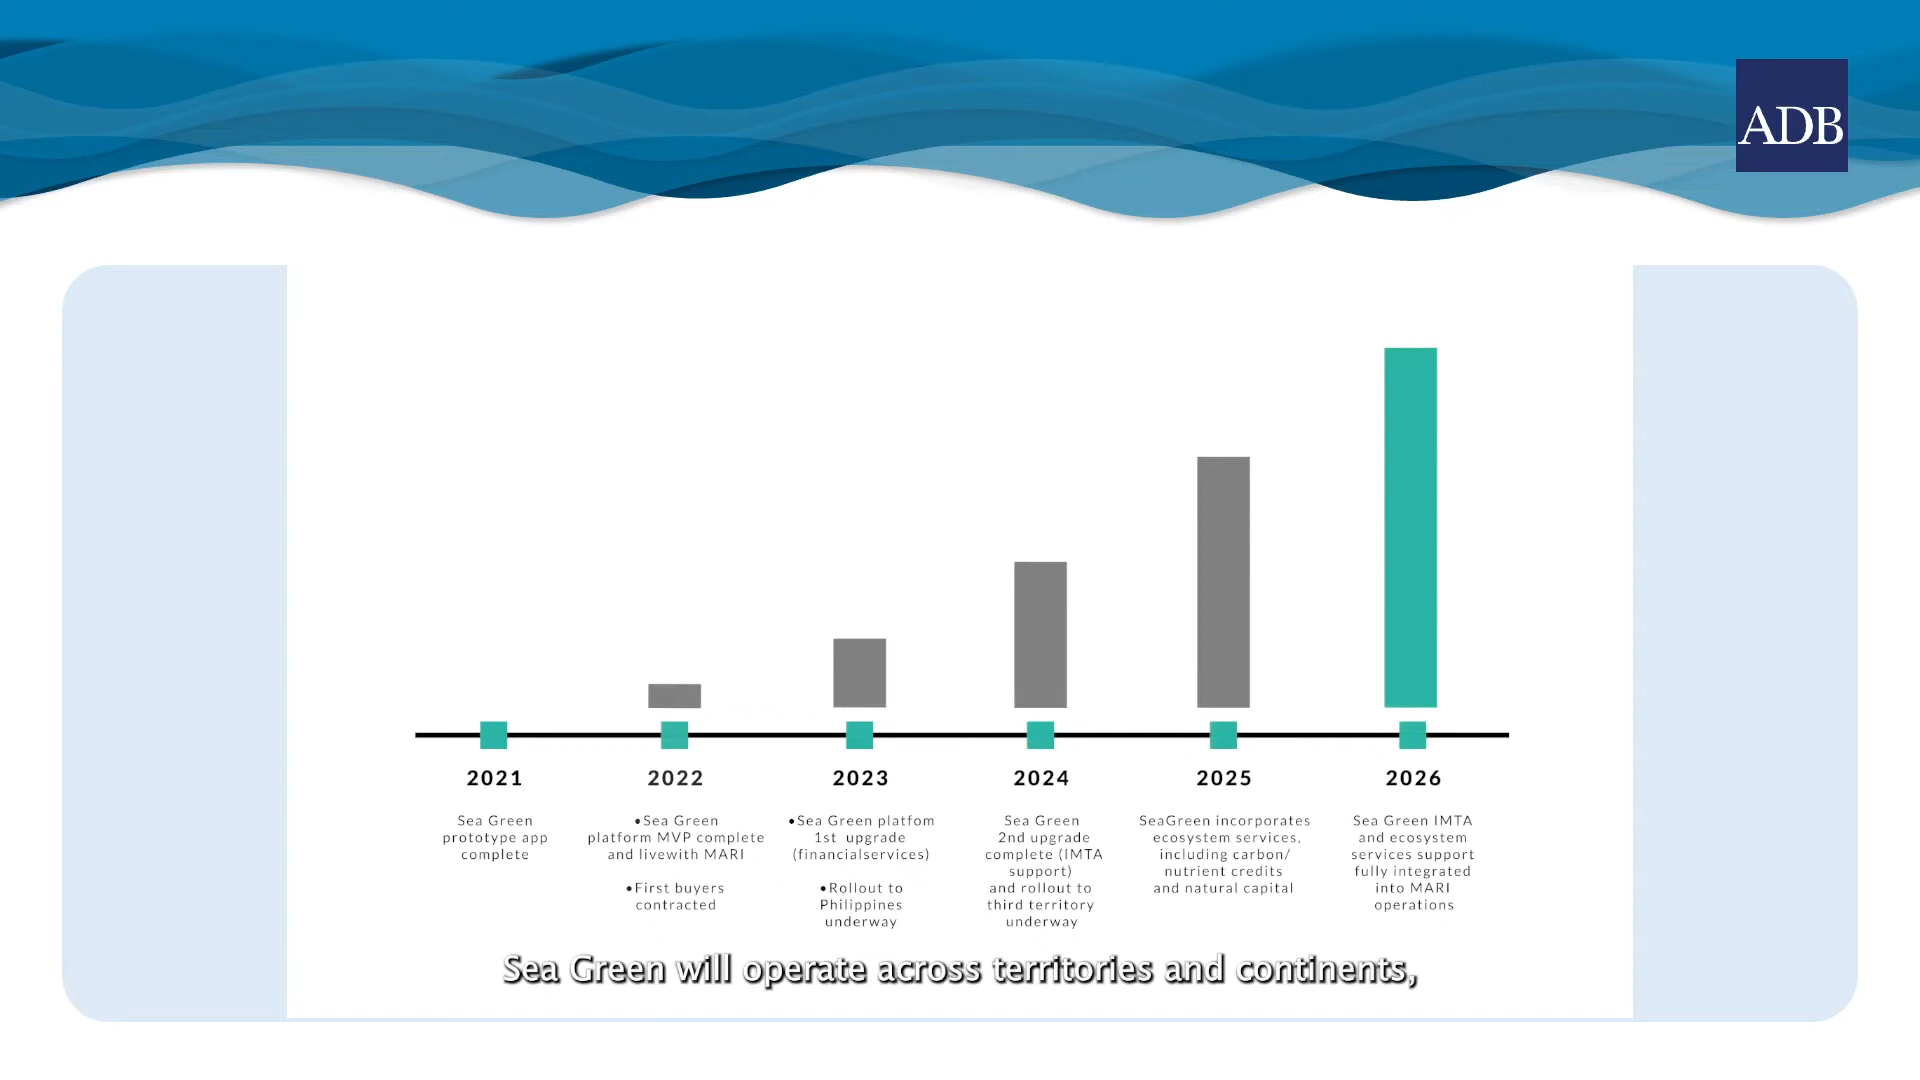 ADB
2021
2022
2023
2024
2025
2026
Sea Green
prototype app
complete
•Sea Green
platform MVP complete
and livewith MARI
•First buyers
contracted
•Sea Green platfom
1st upgrade
(financialservices)
•Rollout to
Philippines
underway
Sea Green
2nd upgrade
complete (IMTA
support)
and rollout to
third territory
underway
SeaGreen incorporates
ecosystem services,
including carbon/
nutrient credits
and natural capital
Sea Green IMTA
and ecosystem
services support
fully integrated
into MARI
operations
Sea Green will operate across territories and continents,